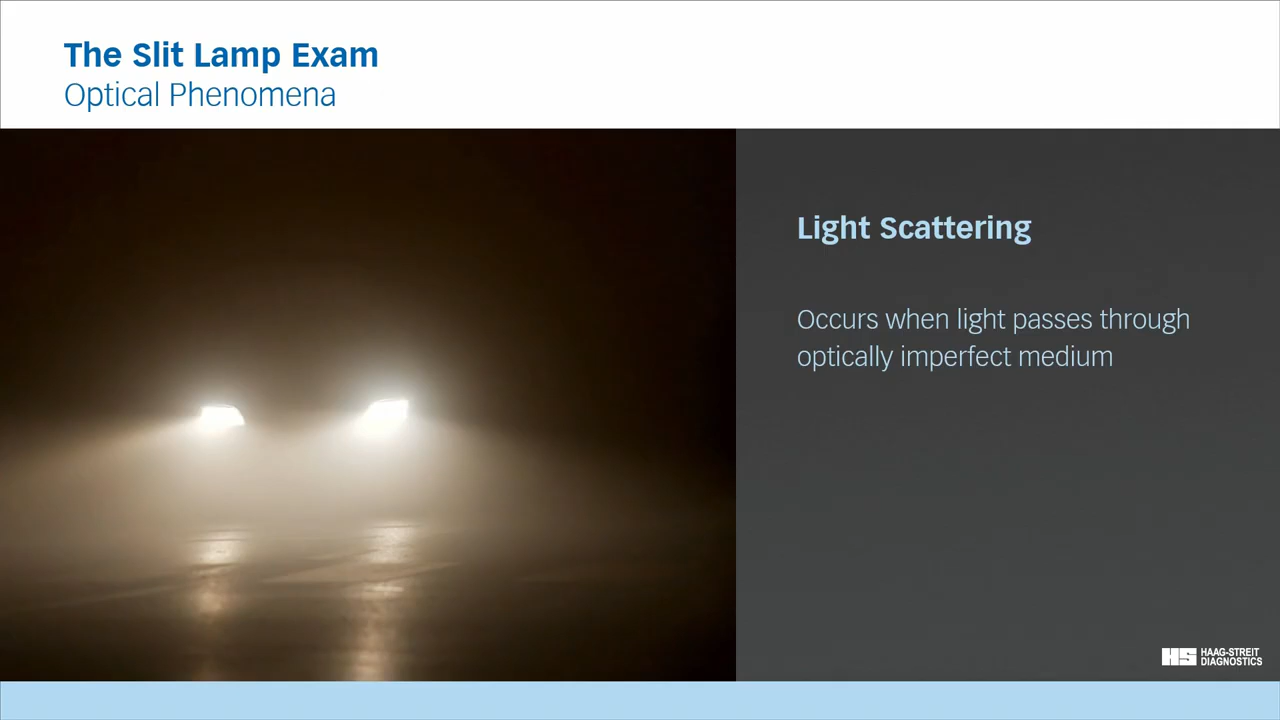 The Slit Lamp Exam
Optical Phenomena
Light Scattering
Occurs when light passes through
optically imperfect medium
HS HAAG-STREIT
DIAGNOSTICS